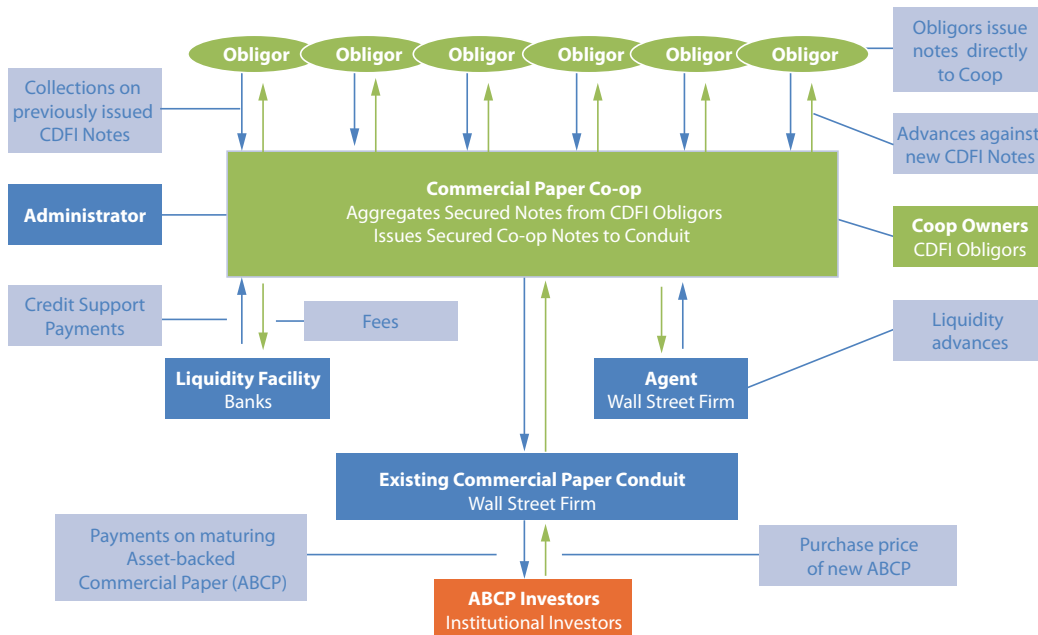 Obligor
Obligor
Obligor
Obligor
Obligor
Obligor
Obligors issue
notes directly
to Coop
Collections on
previously issued
CDFI Notes
Advances against
new CDFI Notes
Commercial Paper Co-op
Aggregates Secured Notes from CDFI Obligors
Issues Secured Co-op Notes to Conduit
Administrator
Coop Owners
CDFI Obligors
Credit Support
Payments
Fees
Liquidity
advances
Liquidity Facility
Banks
Agent
Wall Street Firm
Existing Commercial Paper Conduit
Wall Street Firm
Payments on maturing
Asset-backed
Commercial Paper (ABCP)
Purchase price
of new ABCP
ABCP Investors
Institutional Investors